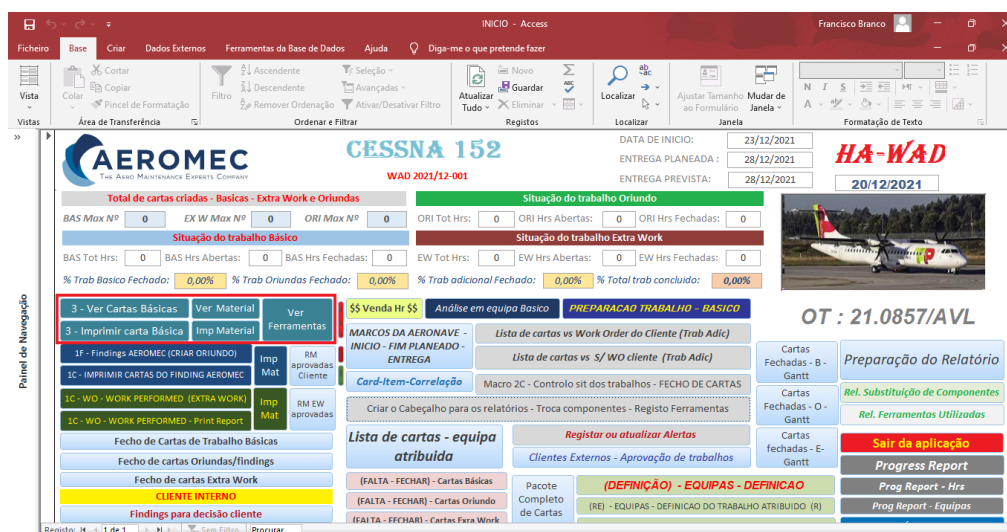 INICIO - Access
Francisco Branco
Ficheiro Base Criar Dados Externos Ferramentas da Base de Dados Ajuda Diga-me o que pretende fazer
Vista
Colar
Cortar
Copiar
Pincel de Formatação
Filtro
Ascendente
Descendente
Remover Ordenação
Seleção
Avançadas
Ativar/Desativar Filtro
Atualizar Tudo
Novo
Guardar
Eliminar
Localizar
Ajustar Tamanho ao Formulário
Mudar de Janela
N I S
Vistas Área de Transferência Ordenar e Filtrar Registos Localizar Janela Formatação de Texto
Painel de Navegação
AEROMEC
THE AERO MAINTENANCE EXPERTS COMPANY
CESSNA 152
WAD 2021/12-001
DATA DE INICIO: 23/12/2021
ENTREGA PLANEADA : 28/12/2021
ENTREGA PREVISTA: 28/12/2021
HA-WAD
20/12/2021
Total de cartas criadas - Basicas - Extra Work e Oriundas
BAS Max Nº 0 EX W Max Nº 0 ORI Max Nº 0
Situação do trabalho Oriundo
ORI Tot Hrs: 0 ORI Hrs Abertas: 0 ORI Hrs Fechadas: 0
Situação do trabalho Básico
BAS Tot Hrs: 0 BAS Hrs Abertas: 0 BAS Hrs Fechadas: 0
Situação do trabalho Extra Work
EW Tot Hrs: 0 EW Hrs Abertas: 0 EW Hrs Fechadas: 0
% Trab Basico Fechado: 0,00% % Trab Oriundas Fechado: 0,00% % Trab adicional Fechado: 0,00% % Total trab concluido: 0,00%
OT : 21.0857/AVL
3 - Ver Cartas Básicas Ver Material
Ver Ferramentas
3 - Imprimir carta Básica Imp Material
1F - Findings AEROMEC (CRIAR ORIUNDO)
1C - IMPRIMIR CARTAS DO FINDING AEROMEC
Imp Mat
RM aprovadas Cliente
1C - WO - WORK PERFORMED (EXTRA WORK)
1C - WO - WORK PERFORMED - Print Report
Imp Mat
RM EW aprovadas
Fecho de Cartas de Trabalho Básicas
Fecho de cartas Oriundas/findings
Fecho de cartas Extra Work
CLIENTE INTERNO
Findings para decisão cliente
$$ Venda Hr $$
Análise em equipa Basico
PREPARACAO TRABALHO – BASICO
MARCOS DA AERONAVE - INICIO - FIM PLANEADO - ENTREGA
Lista de cartas vs Work Order do Cliente (Trab Adic)
Lista de cartas vs S/ WO cliente (Trab Adic)
Card-Item-Correlação
Macro 2C - Controlo sit dos trabalhos - FECHO DE CARTAS
Criar o Cabeçalho para os relatórios - Troca componentes - Registo Ferramentas
Lista de cartas - equipa atribuida
Registar ou atualizar Alertas
Clientes Externos - Aprovação de trabalhos
(FALTA - FECHAR) - Cartas Básicas
(FALTA - FECHAR) - Cartas Oriundo
(FALTA - FECHAR) - Cartas Exra Work
Pacote Completo de Cartas
(DEFINIÇÃO) - EQUIPAS - DEFINICAO
(RE) - EQUIPAS - DEFINICAO DO TRABALHO ATRIBUIDO (R)
Cartas Fechadas - B - Gantt
Cartas Fechadas - O - Gantt
Cartas fechadas - E- Gantt
Preparação do Relatório
Rel. Substituição de Componentes
Rel. Ferramentas Utilizadas
Sair da aplicação
Progress Report
Prog Report - Hrs
Prog Report - Equipas
Registo: 1 de 1 Sem Filtro Procurar